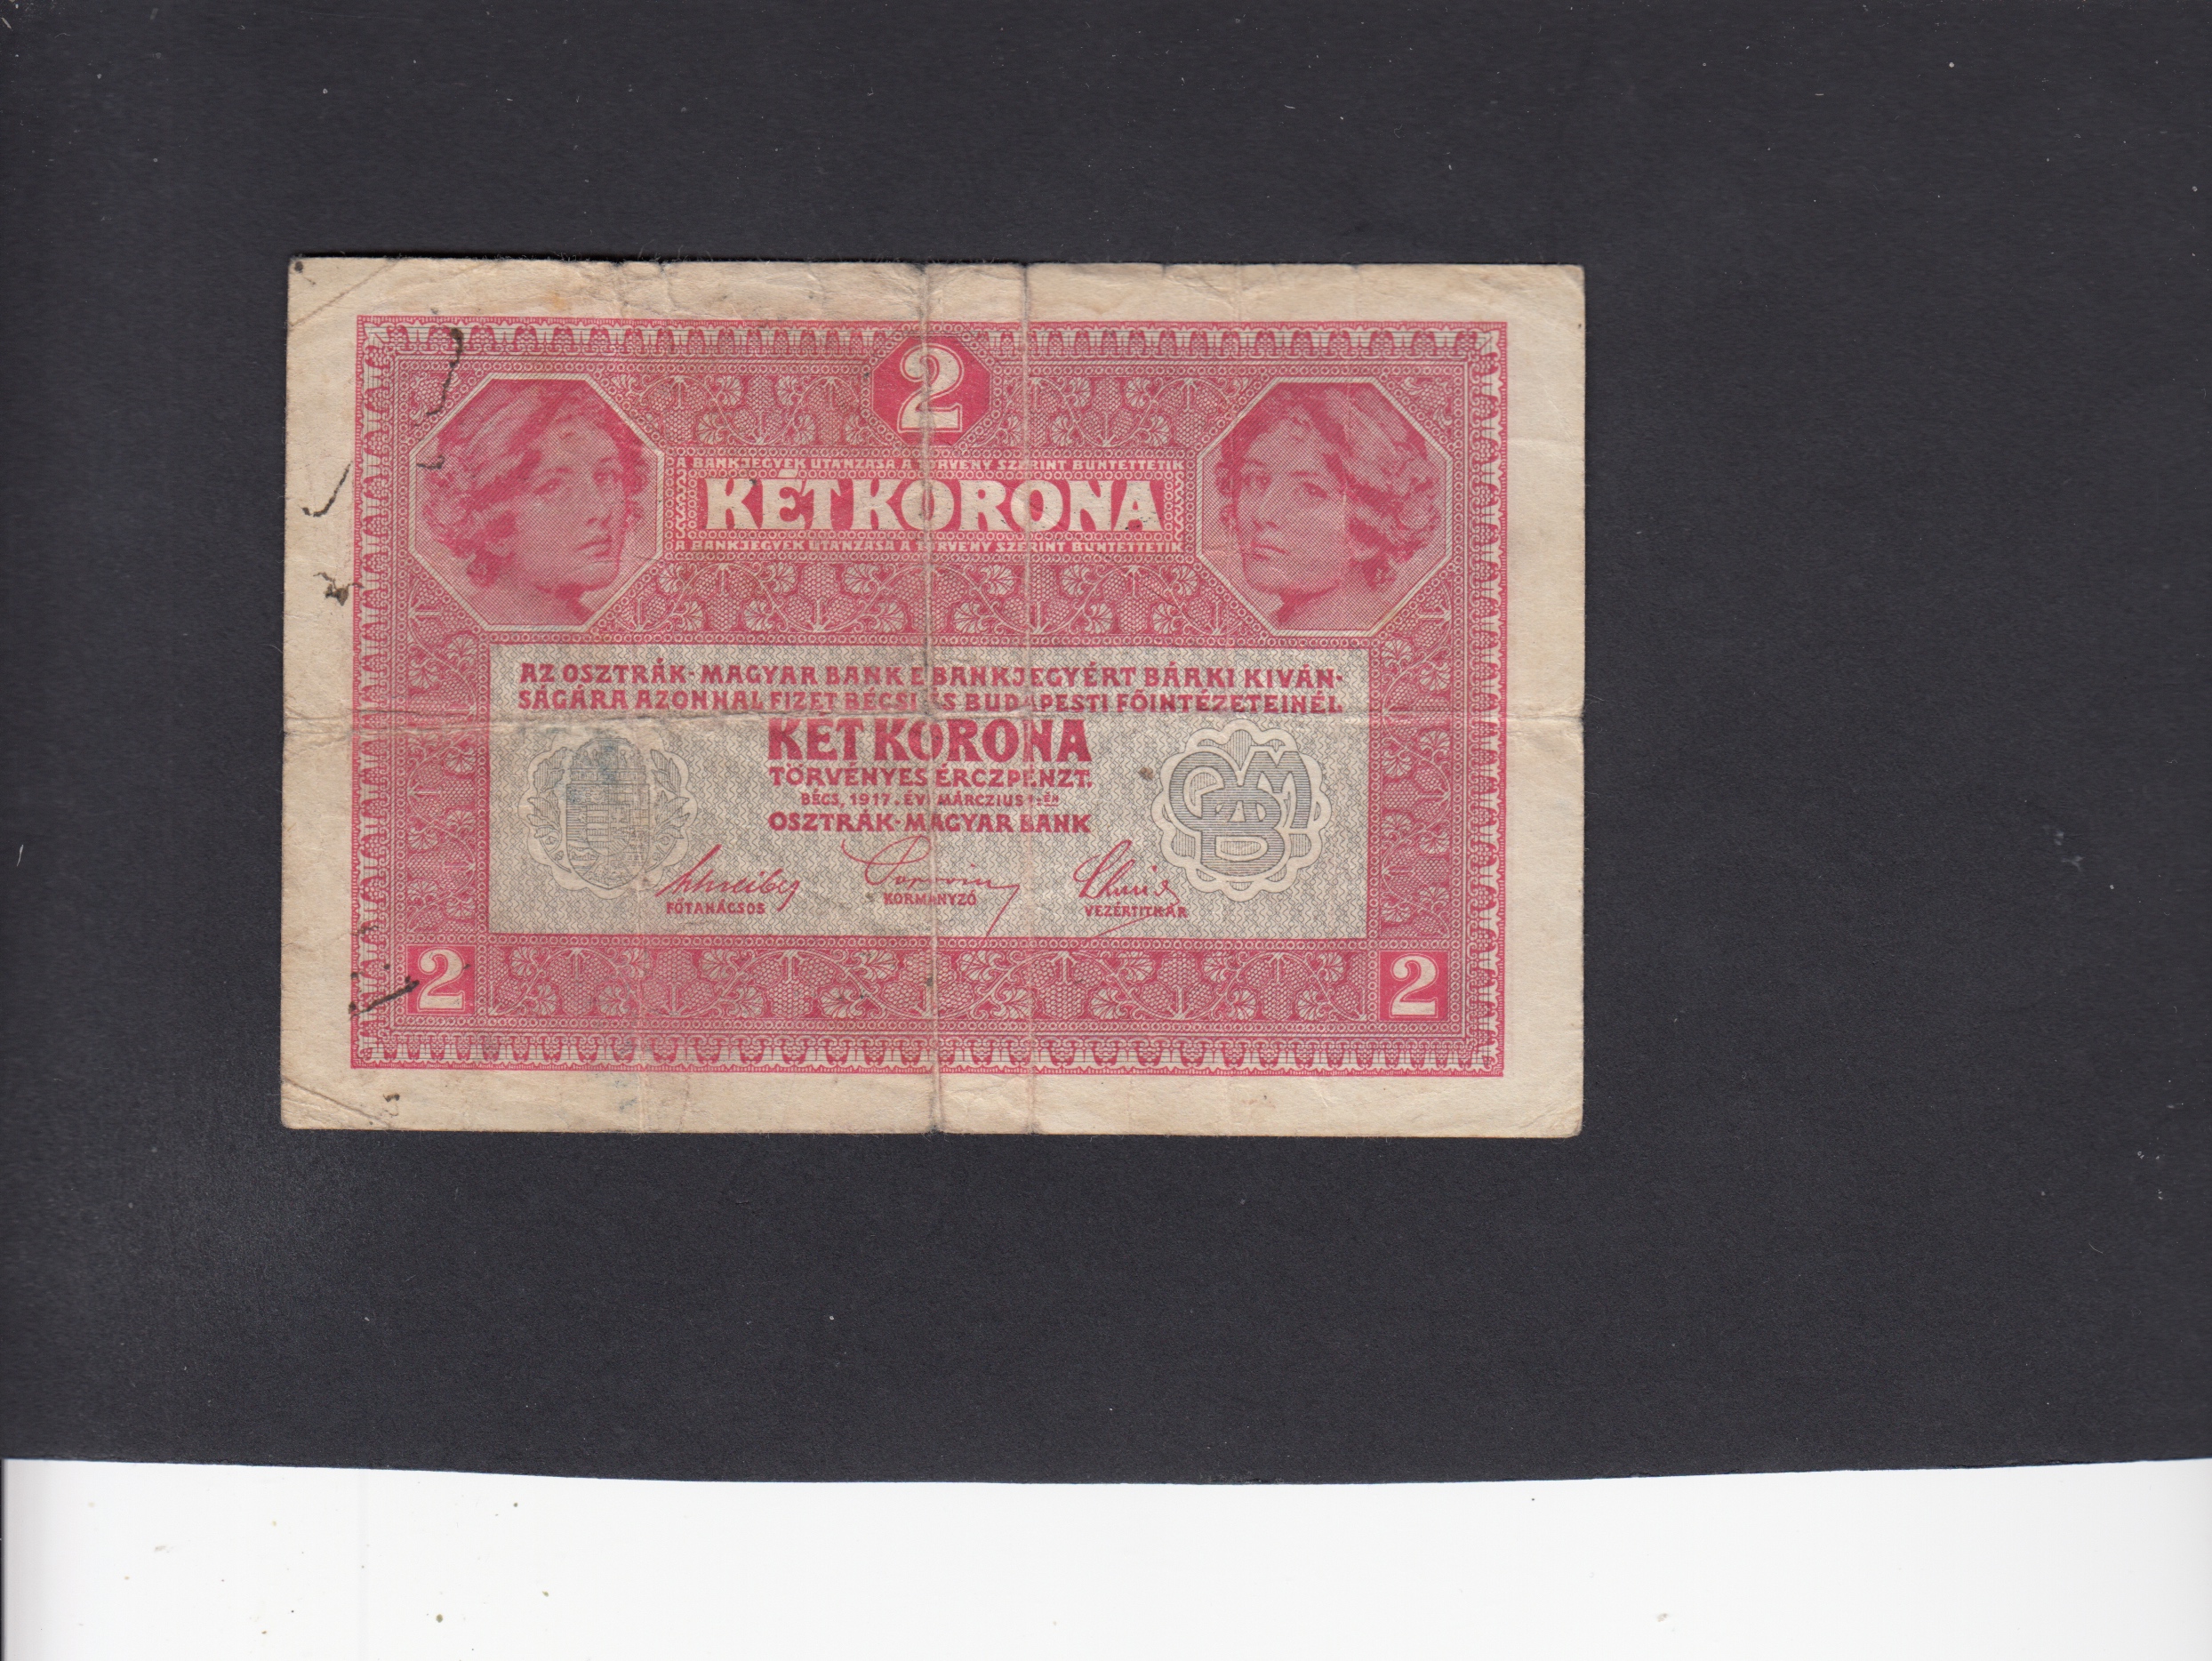 2
A BANKJEGYEK UTÁNZÁSA A TÖRVÉNY SZERINT BÜNTETTETIK
KÉT KORONA
A BANKJEGYEK UTÁNZÁSA A TÖRVÉNY SZERINT BÜNTETTETIK
AZ OSZTRÁK-MAGYAR BANK E BANKJEGYÉRT BÁRKI KIVÁN-
SÁGÁRA AZONNAL FIZET BÉCSI ÉS BUDAPESTI FŐINTÉZETEINÉL
KÉT KORONA
TÖRVÉNYES ÉRCZPÉNZT.
BÉCS, 1917. ÉVI MÁRCZIUS 1-ÉN
OSZTRÁK-MAGYAR BANK
FŐTANÁCSOS KORMÁNYZÓ VEZÉRTITKÁR
2 2